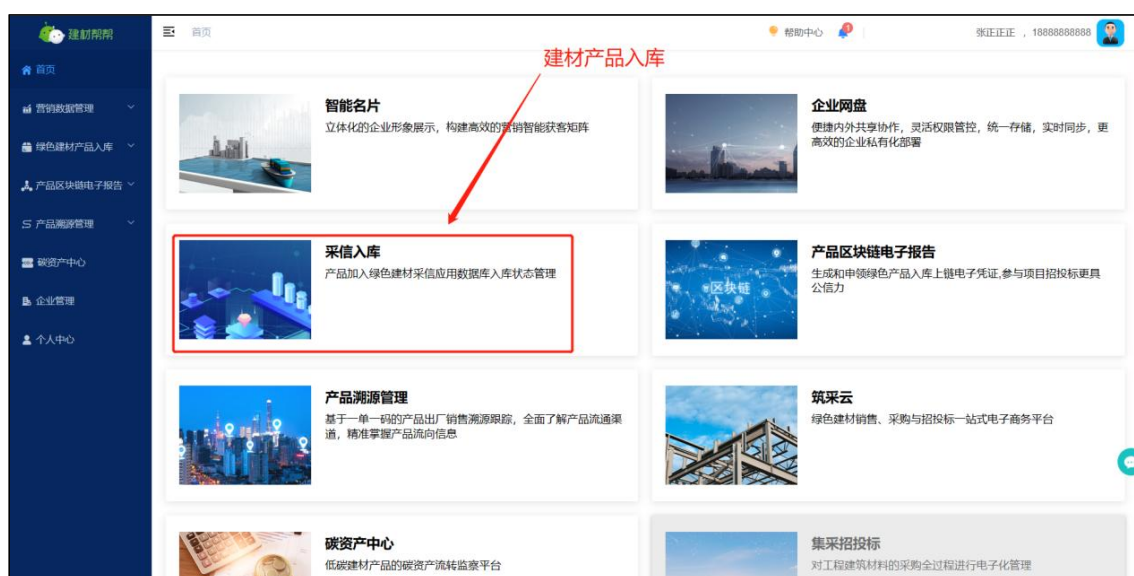 建材帮帮
首页
帮助中心
张正正正 , 18888888888
建材产品入库
首页
营销数据管理
绿色建材产品入库
产品区块链电子报告
产品溯源管理
碳资产中心
企业管理
个人中心
智能名片
立体化的企业形象展示，构建高效的营销智能获客矩阵
企业网盘
便捷内外共享协作，灵活权限管控，统一存储，实时同步，更
高效的企业私有化部署
采信入库
产品加入绿色建材采信应用数据库入库状态管理
产品区块链电子报告
生成和申领绿色产品入库上链电子凭证,参与项目招投标更具
公信力
区块链
产品溯源管理
基于一单一码的产品出厂销售溯源跟踪，全面了解产品流通渠
道，精准掌握产品流向信息
筑采云
绿色建材销售、采购与招投标一站式电子商务平台
碳资产中心
低碳建材产品的碳资产流转监察平台
集采招投标
对工程建筑材料的采购全过程进行电子化管理